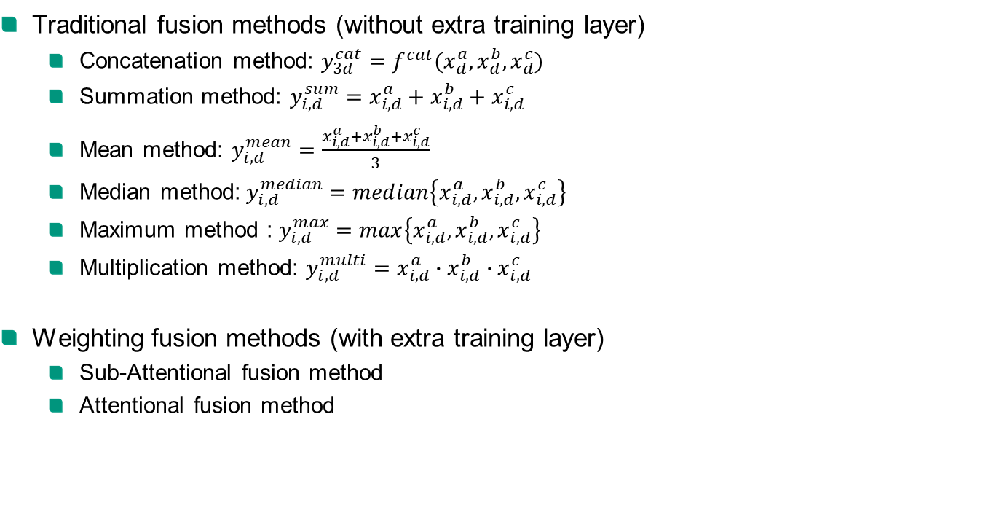 Traditional fusion methods (without extra training layer)
Concatenation method: $y_{3d}^{cat} = f^{cat}(x_d^a, x_d^b, x_d^c)$
Summation method: $y_{i,d}^{sum} = x_{i,d}^a + x_{i,d}^b + x_{i,d}^c$
Mean method: $y_{i,d}^{mean} = \frac{x_{i,d}^a + x_{i,d}^b + x_{i,d}^c}{3}$
Median method: $y_{i,d}^{median} = median\{x_{i,d}^a, x_{i,d}^b, x_{i,d}^c\}$
Maximum method : $y_{i,d}^{max} = max\{x_{i,d}^a, x_{i,d}^b, x_{i,d}^c\}$
Multiplication method: $y_{i,d}^{multi} = x_{i,d}^a \cdot x_{i,d}^b \cdot x_{i,d}^c$
Weighting fusion methods (with extra training layer)
Sub-Attentional fusion method
Attentional fusion method